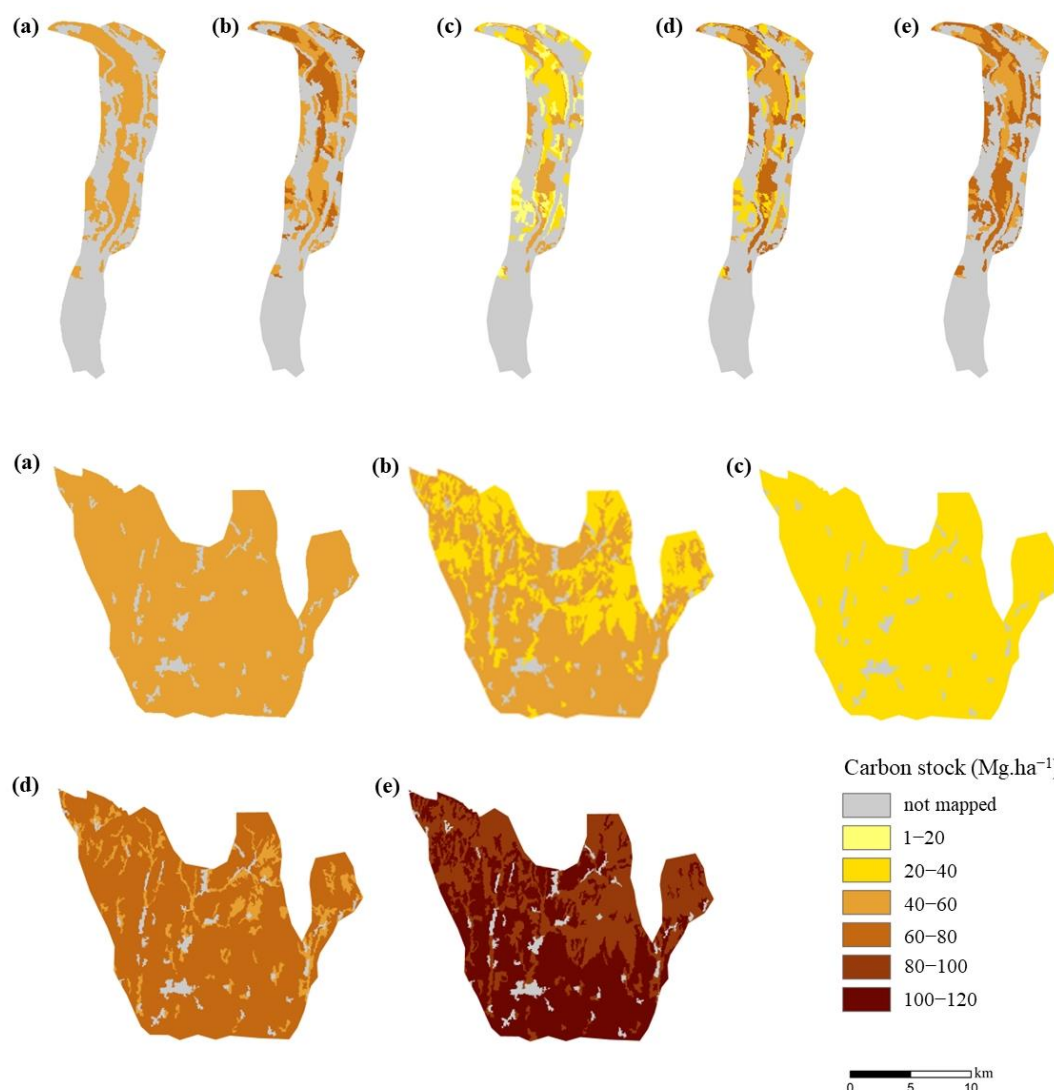 (a) (b) (c) (d) (e)
(a) (b) (c)
(d) (e)
Carbon stock (Mg.ha⁻¹)
not mapped
1–20
20–40
40–60
60–80
80–100
100–120
km
0 5 10